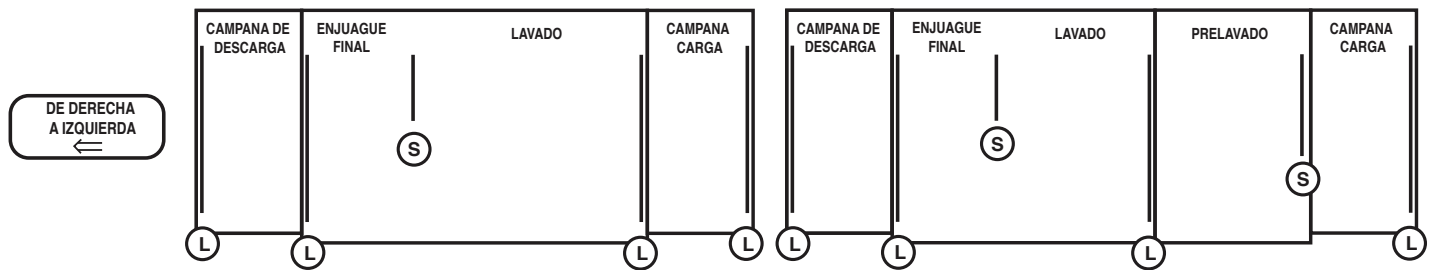 DE DERECHA
A IZQUIERDA
CAMPANA DE
DESCARGA
ENJUAGUE
FINAL
LAVADO
CAMPANA
CARGA
S
L
L
L
L
CAMPANA DE
DESCARGA
ENJUAGUE
FINAL
LAVADO
PRELAVADO
CAMPANA
CARGA
S
S
L
L
L
L